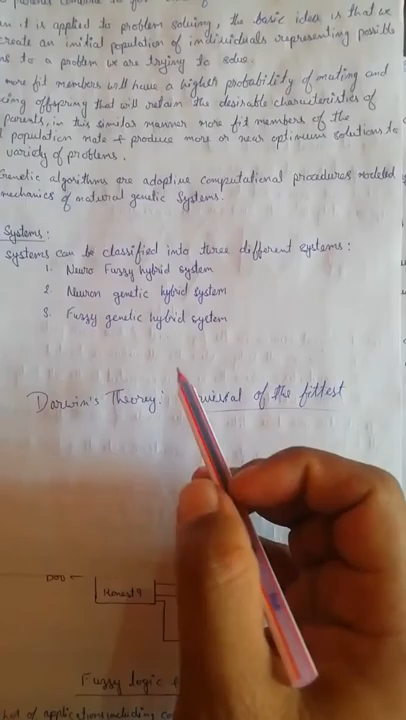 it is applied to problem solving, the basic idea is that we
create an initial population of individuals representing possible
to a problem we are trying to solve.
more fit members will have a higher probability of mating and
offspring that will retain the desirable characteristics of
parents, in this similar manner more fit members of the
population mate & produce more or near optimum solutions to
variety of problems.
Genetic algorithms are adaptive computational procedures modeled
mechanics of natural genetic systems.
Systems:
systems can be classified into three different systems:
1. Neuro Fuzzy hybrid system
2. Neuron genetic hybrid system
3. Fuzzy genetic hybrid system
Darwin's Theory: of the fittest
Honest?
Fuzzy logic
of applications including